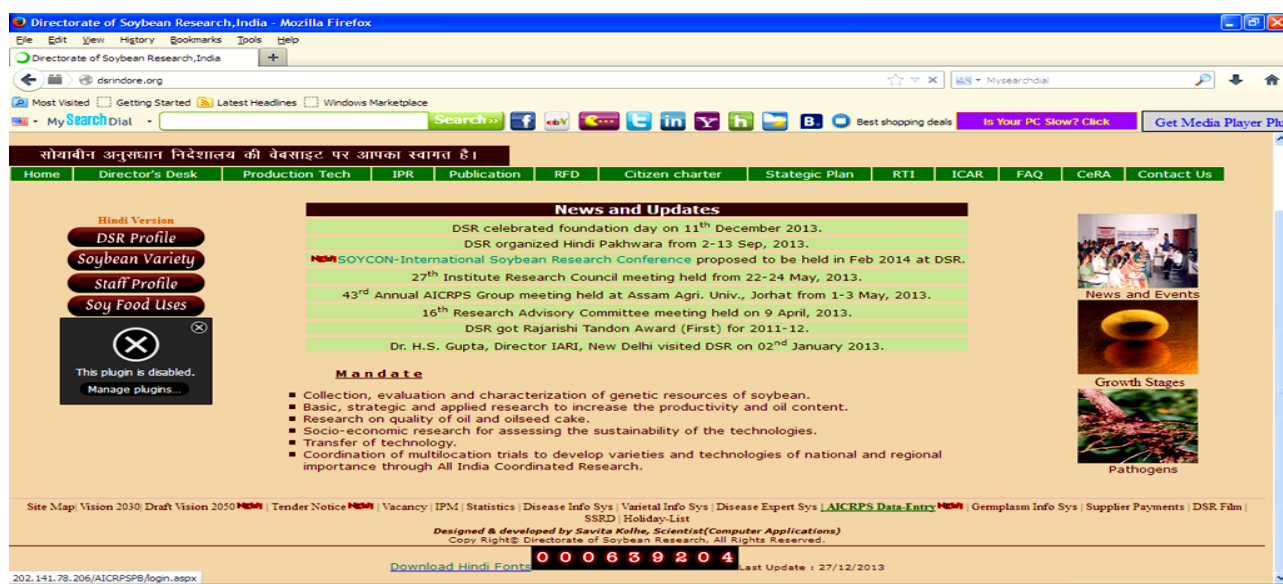 Directorate of Soybean Research,India - Mozilla Firefox
File Edit View History Bookmarks Tools Help
Directorate of Soybean Research,India +
dsrindore.org Mysearchdial
Most Visited Getting Started Latest Headlines Windows Marketplace
My Search Dial Search» ebY in Y h B. Best shopping deals Is Your PC Slow? Click Get Media Player Plu
सोयाबीन अनुसंधान निदेशालय की वेबसाइट पर आपका स्वागत है।
Home Director's Desk Production Tech IPR Publication RFD Citizen charter Stategic Plan RTI ICAR FAQ CeRA Contact Us
Hindi Version
DSR Profile
Soybean Variety
Staff Profile
Soy Food Uses
This plugin is disabled.
Manage plugins...
News and Updates
DSR celebrated foundation day on 11th December 2013.
DSR organized Hindi Pakhwara from 2-13 Sep, 2013.
NEW! SOYCON-International Soybean Research Conference proposed to be held in Feb 2014 at DSR.
27th Institute Research Council meeting held from 22-24 May, 2013.
43rd Annual AICRPS Group meeting held at Assam Agri. Univ., Jorhat from 1-3 May, 2013.
16th Research Advisory Committee meeting held on 9 April, 2013.
DSR got Rajarishi Tandon Award (First) for 2011-12.
Dr. H.S. Gupta, Director IARI, New Delhi visited DSR on 02nd January 2013.
Mandate
Collection, evaluation and characterization of genetic resources of soybean.
Basic, strategic and applied research to increase the productivity and oil content.
Research on quality of oil and oilseed cake.
Socio-economic research for assessing the sustainability of the technologies.
Transfer of technology.
Coordination of multilocation trials to develop varieties and technologies of national and regional
importance through All India Coordinated Research.
News and Events
Growth Stages
Pathogens
Site Map| Vision 2030| Draft Vision 2050 NEW! | Tender Notice NEW! | Vacancy | IPM | Statistics | Disease Info Sys | Varietal Info Sys | Disease Expert Sys | AICRPS Data-Entry NEW! | Germplasm Info Sys | Supplier Payments | DSR Film |
SSRD | Holiday-List
Designed & developed by Savita Kolhe, Scientist(Computer Applications)
Copy Right© Directorate of Soybean Research, All Rights Reserved.
Download Hindi Fonts 000639204 Last Update : 27/12/2013
202.141.78.206/AICRPSPB/login.aspx